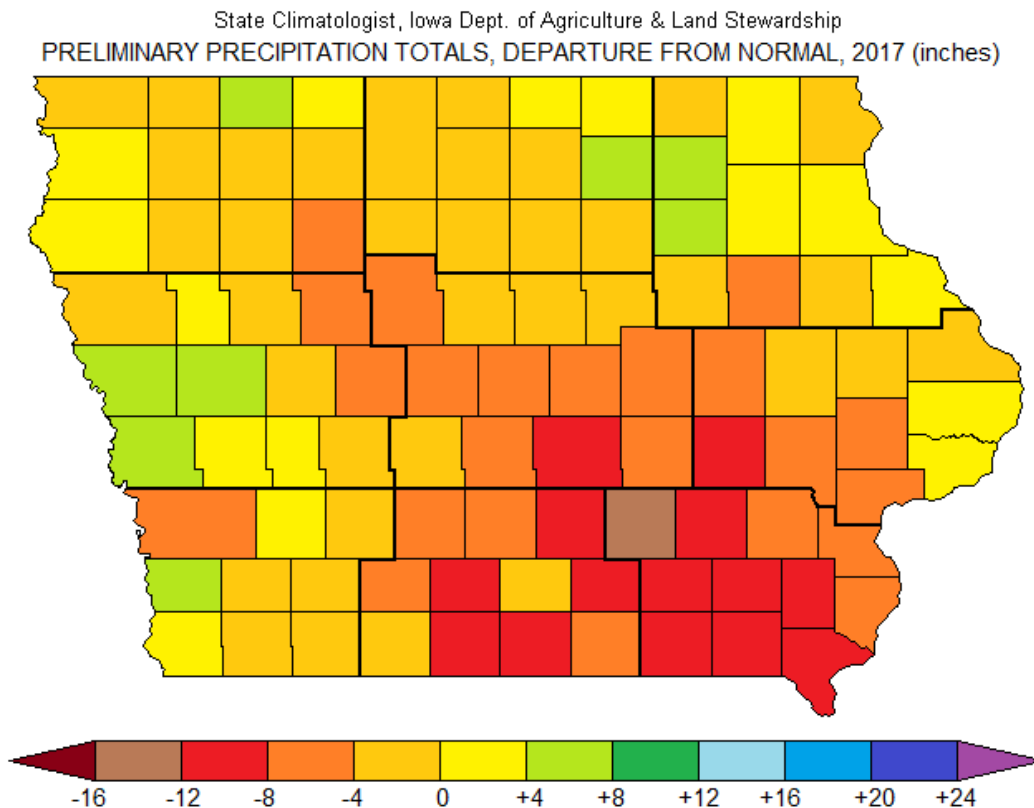 State Climatologist, Iowa Dept. of Agriculture & Land Stewardship
PRELIMINARY PRECIPITATION TOTALS, DEPARTURE FROM NORMAL, 2017 (inches)
-16 -12 -8 -4 0 +4 +8 +12 +16 +20 +24